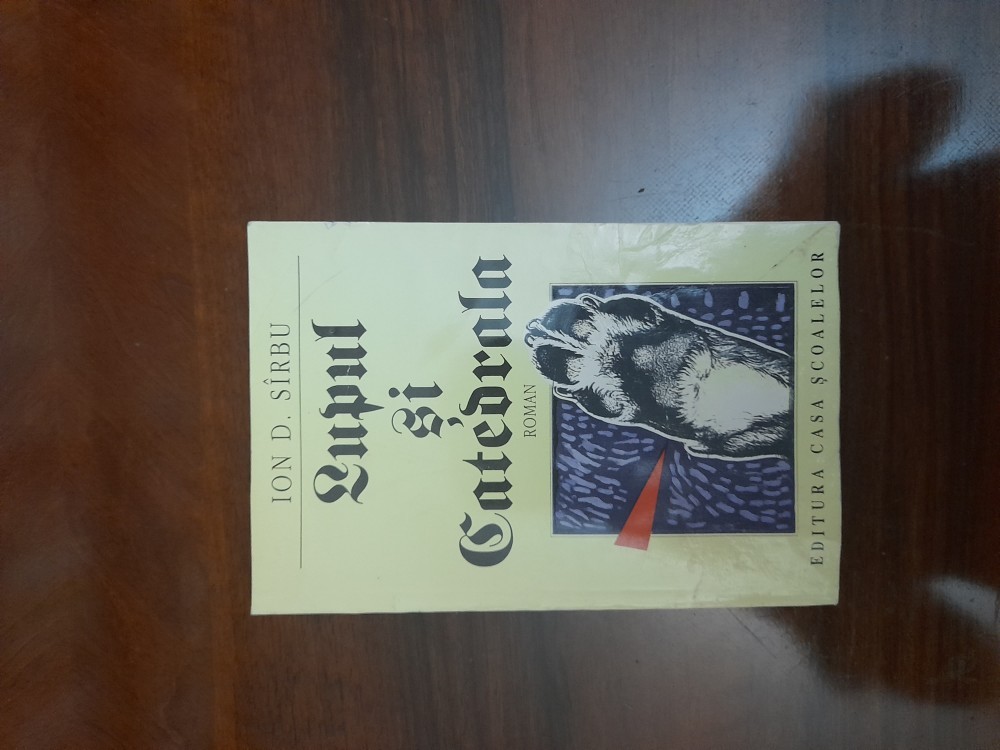 ION D. SÎRBU
Lupul
și
Catedrala
ROMAN
EDITURA CASA ȘCOALELOR